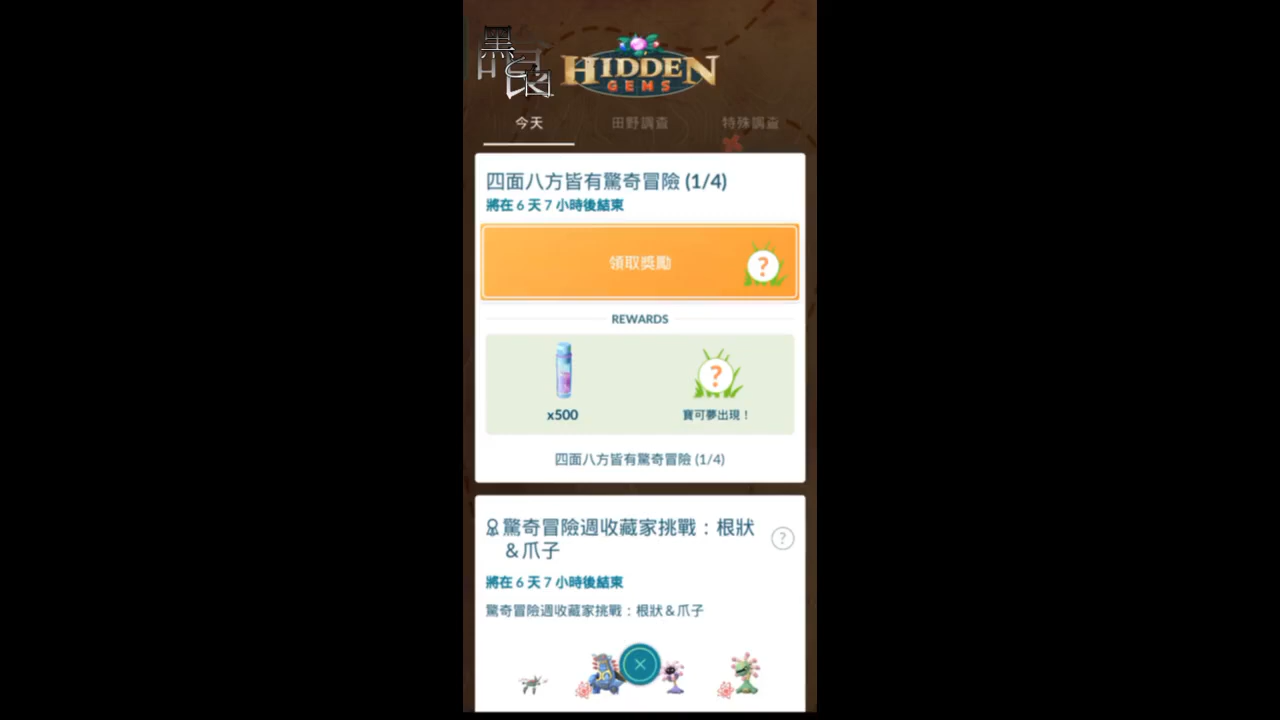 HIDDEN
GEMS
今天 田野調查 特殊調查
四面八方皆有驚奇冒險 (1/4)
將在 6 天 7 小時後結束
領取獎勵
?
REWARDS
?
x500 寶可夢出現！
四面八方皆有驚奇冒險 (1/4)
驚奇冒險週收藏家挑戰：根狀
＆爪子
?
將在 6 天 7 小時後結束
驚奇冒險週收藏家挑戰：根狀＆爪子